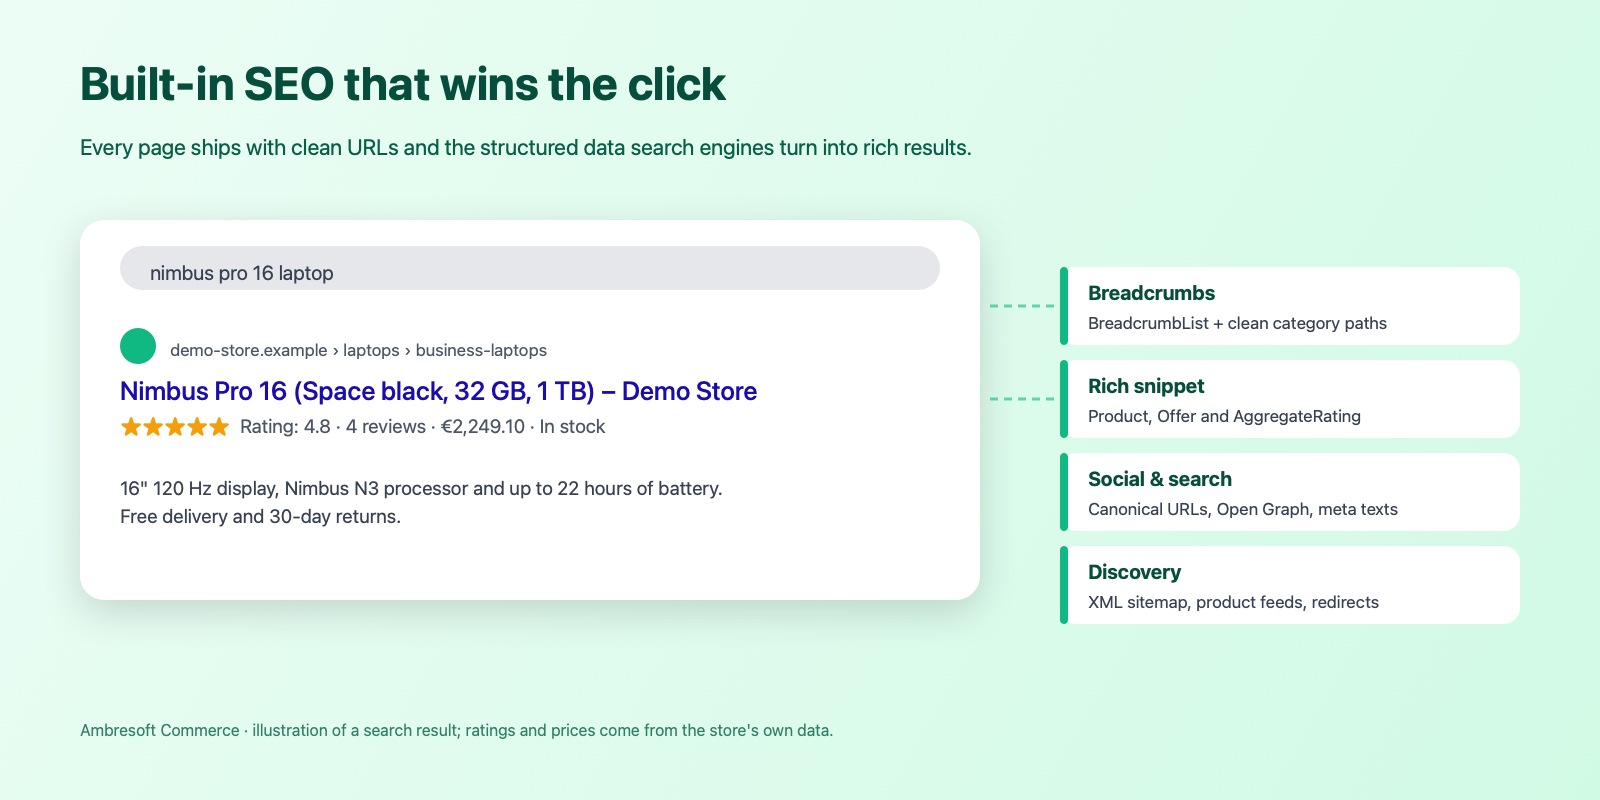 Built-in SEO that wins the click
Every page ships with clean URLs and the structured data search engines turn into rich results.
nimbus pro 16 laptop
demo-store.example › laptops › business-laptops
Nimbus Pro 16 (Space black, 32 GB, 1 TB) – Demo Store
Rating: 4.8 · 4 reviews · €2,249.10 · In stock
16" 120 Hz display, Nimbus N3 processor and up to 22 hours of battery.
Free delivery and 30-day returns.
Breadcrumbs
BreadcrumbList + clean category paths
Rich snippet
Product, Offer and AggregateRating
Social & search
Canonical URLs, Open Graph, meta texts
Discovery
XML sitemap, product feeds, redirects
Ambresoft Commerce · illustration of a search result; ratings and prices come from the store's own data.